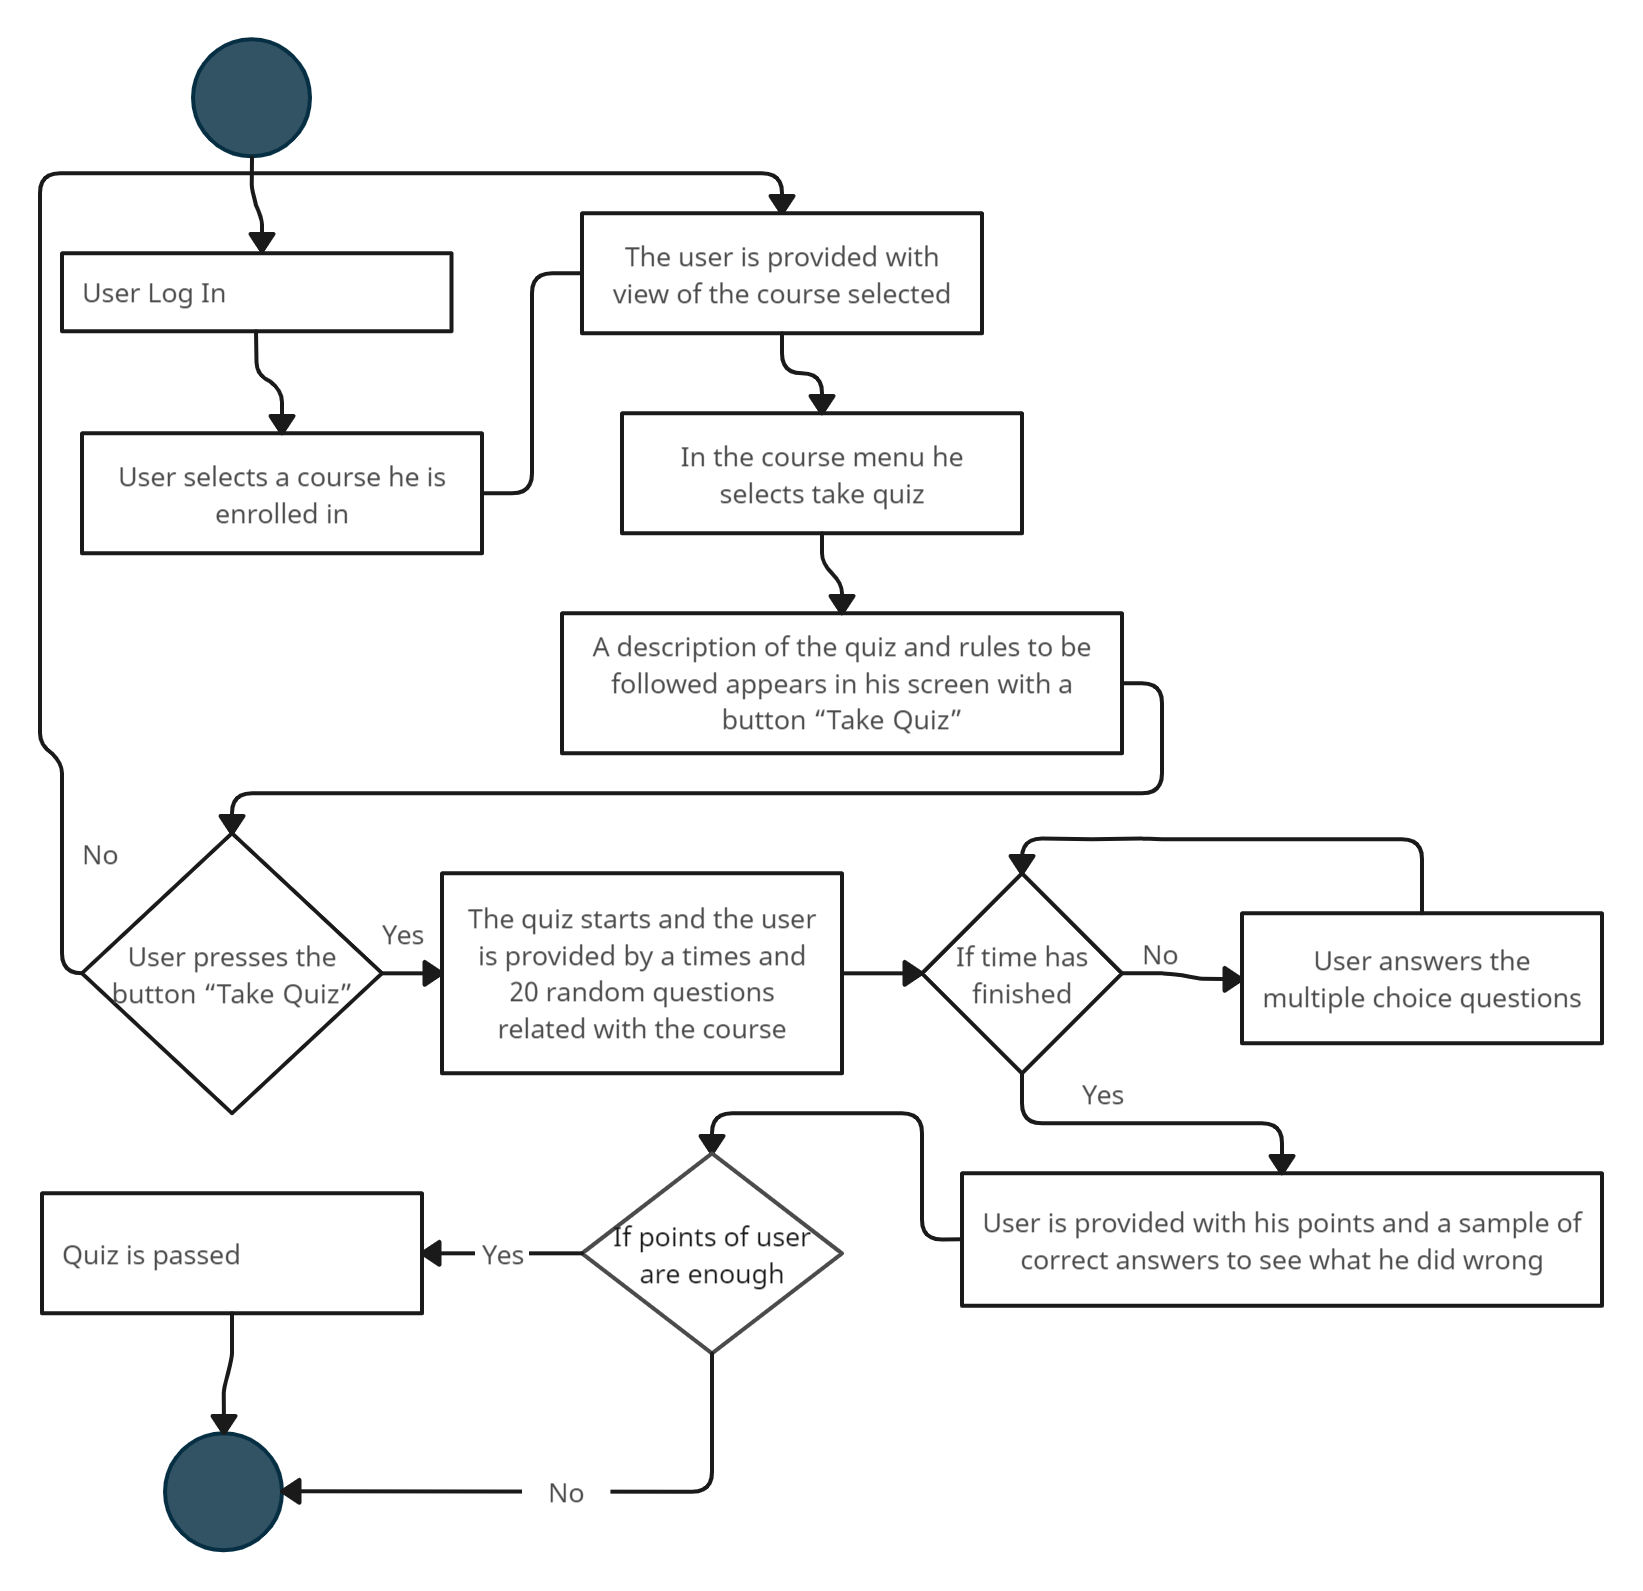 User Log In
The user is provided with
view of the course selected
User selects a course he is
enrolled in
In the course menu he
selects take quiz
A description of the quiz and rules to be
followed appears in his screen with a
button “Take Quiz”
No
User presses the
button “Take Quiz”
Yes
The quiz starts and the user
is provided by a times and
20 random questions
related with the course
If time has
finished
No
User answers the
multiple choice questions
Yes
User is provided with his points and a sample of
correct answers to see what he did wrong
If points of user
are enough
Yes
Quiz is passed
No